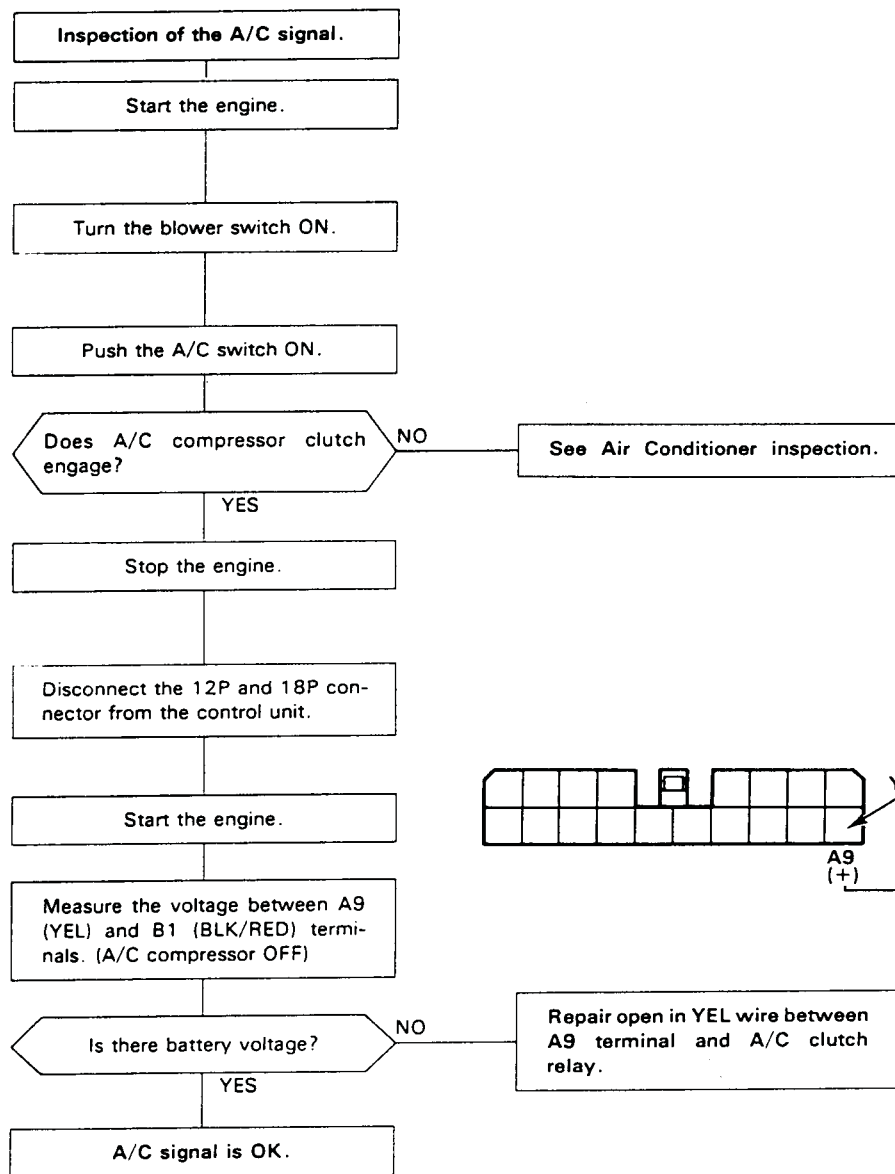 Inspection of the A/C signal.
Start the engine.
Turn the blower switch ON.
Push the A/C switch ON.
Does A/C compressor clutch
engage?
NO
See Air Conditioner inspection.
YES
Stop the engine.
Disconnect the 12P and 18P con-
nector from the control unit.
Start the engine.
A9
(+)
Measure the voltage between A9
(YEL) and B1 (BLK/RED) termi-
nals. (A/C compressor OFF)
Is there battery voltage?
NO
Repair open in YEL wire between
A9 terminal and A/C clutch
relay.
YES
A/C signal is OK.